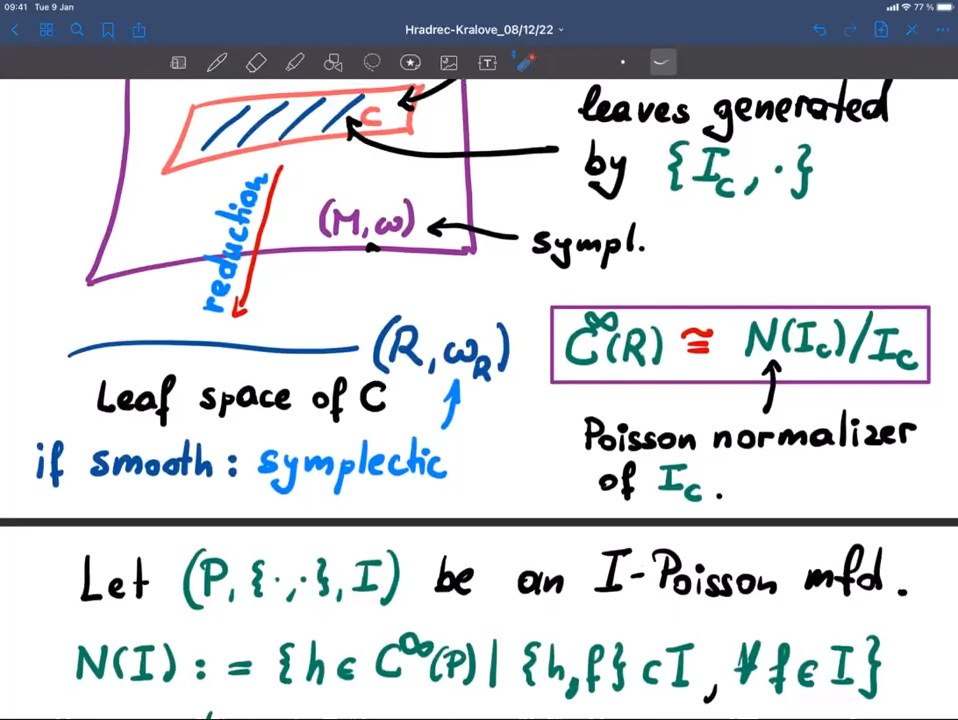 09:41 Tue 9 Jan
77 %
Hradrec-Kralove_08/12/22
T
leaves generated
by {I_C, ·}
C
reduction
(M, ω)
sympl.
(R, ω_R)
C^∞(R) ≅ N(I_C)/I_C
Leaf space of C
if smooth: symplectic
Poisson normalizer
of I_C.
Let (P, {·,·}, I) be an I-Poisson mfd.
N(I) := {h ∈ C^∞(P) | {h,f} ⊂ I, ∀ f ∈ I}